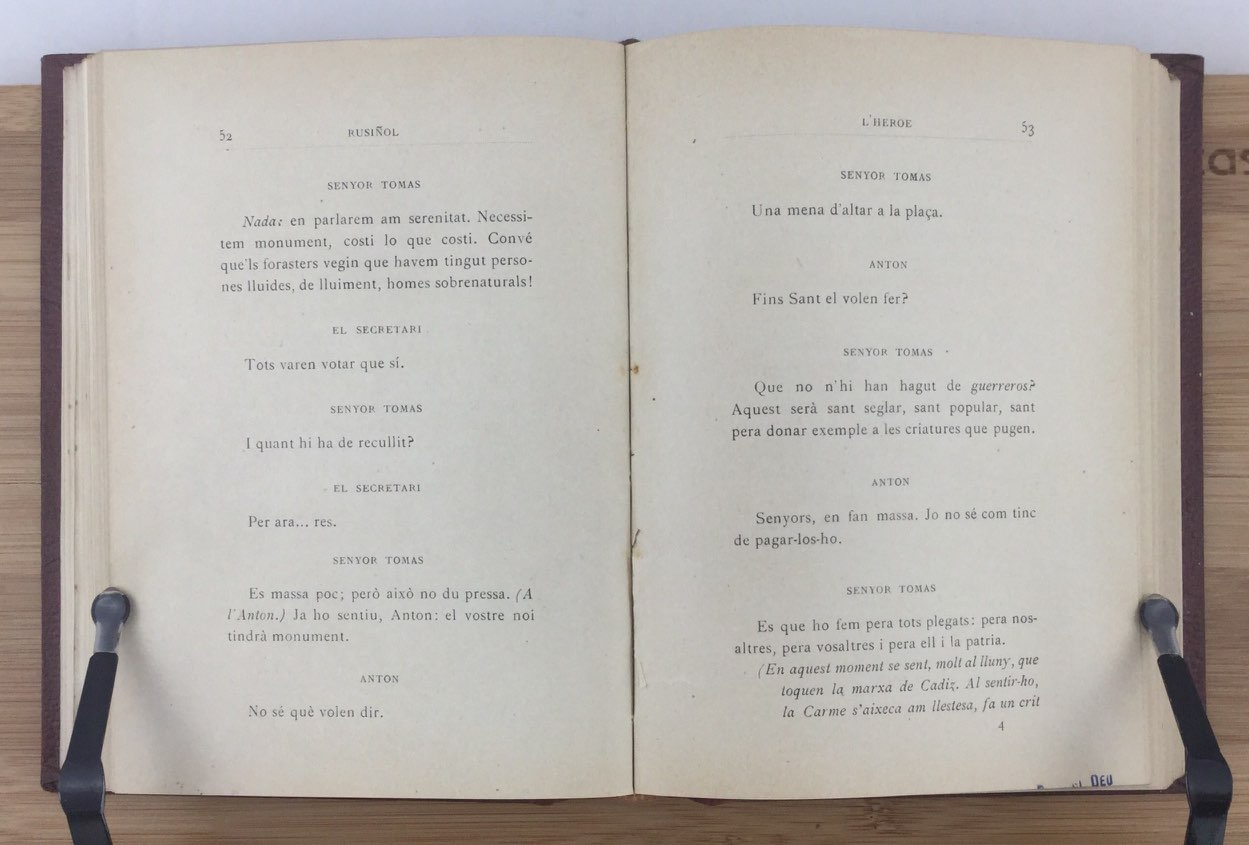 52
RUSIÑOL
SENYOR TOMAS
Nada: en parlarem am serenitat. Necessi-
tem monument, costi lo que costi. Convé
que'ls forasters vegin que havem tingut perso-
nes lluides, de lluiment, homes sobrenaturals!
EL SECRETARI
Tots varen votar que sí.
SENYOR TOMAS
I quant hi ha de recullit?
EL SECRETARI
Per ara... res.
SENYOR TOMAS
Es massa poc; però això no du pressa. (A
l'Anton.) Ja ho sentiu, Anton: el vostre noi
tindrà monument.
ANTON
No sé què volen dir.
L'HEROE
53
SENYOR TOMAS
Una mena d'altar a la plaça.
ANTON
Fins Sant el volen fer?
SENYOR TOMAS
Que no n'hi han hagut de guerreros?
Aquest serà sant seglar, sant popular, sant
pera donar exemple a les criatures que pugen.
ANTON
Senyors, en fan massa. Jo no sé com tinc
de pagar-los-ho.
SENYOR TOMAS
Es que ho fem pera tots plegats: pera nos-
altres, pera vosaltres i pera ell i la patria.
(En aquest moment se sent, molt al lluny, que
toquen la marxa de Cadiz. Al sentir-ho,
la Carme s'aixeca am llestesa, fa un crit
4
DEU